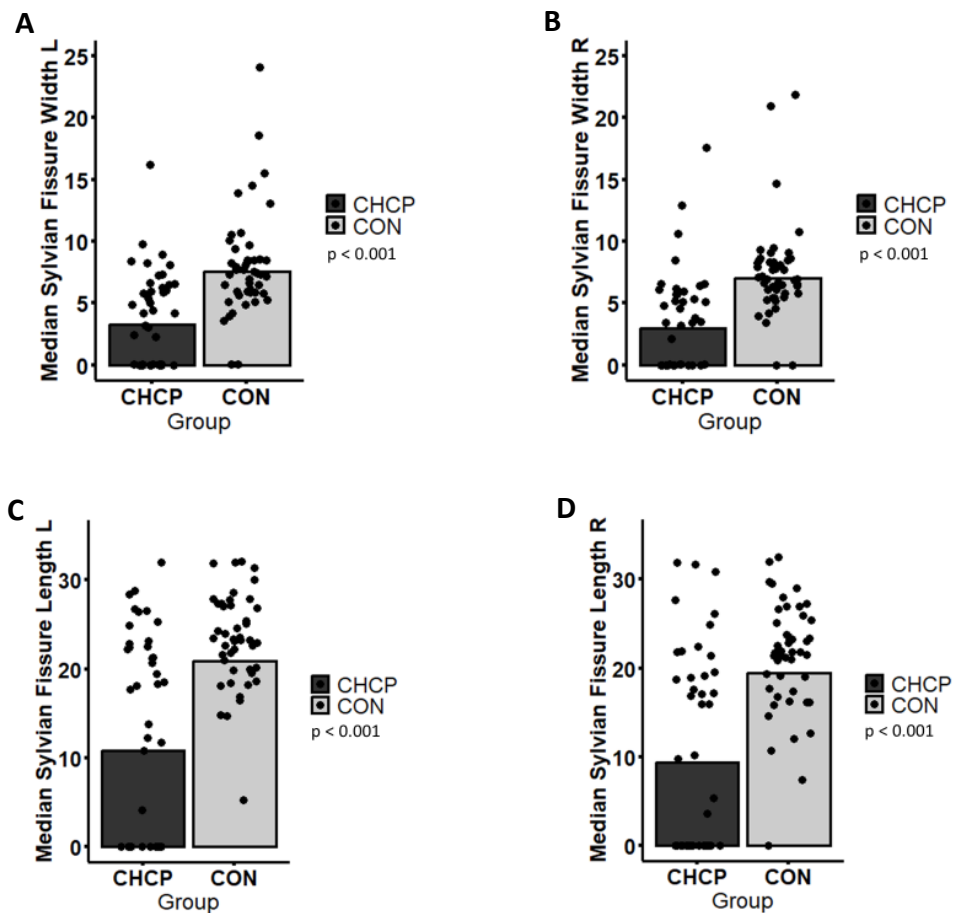 A
Median Sylvian Fissure Width L
25
20
15
10
5
0
CHCP
CON
Group
CHCP
CON
p < 0.001
B
Median Sylvian Fissure Width R
25
20
15
10
5
0
CHCP
CON
Group
CHCP
CON
p < 0.001
C
Median Sylvian Fissure Length L
30
20
10
0
CHCP
CON
Group
CHCP
CON
p < 0.001
D
Median Sylvian Fissure Length R
30
20
10
0
CHCP
CON
Group
CHCP
CON
p < 0.001